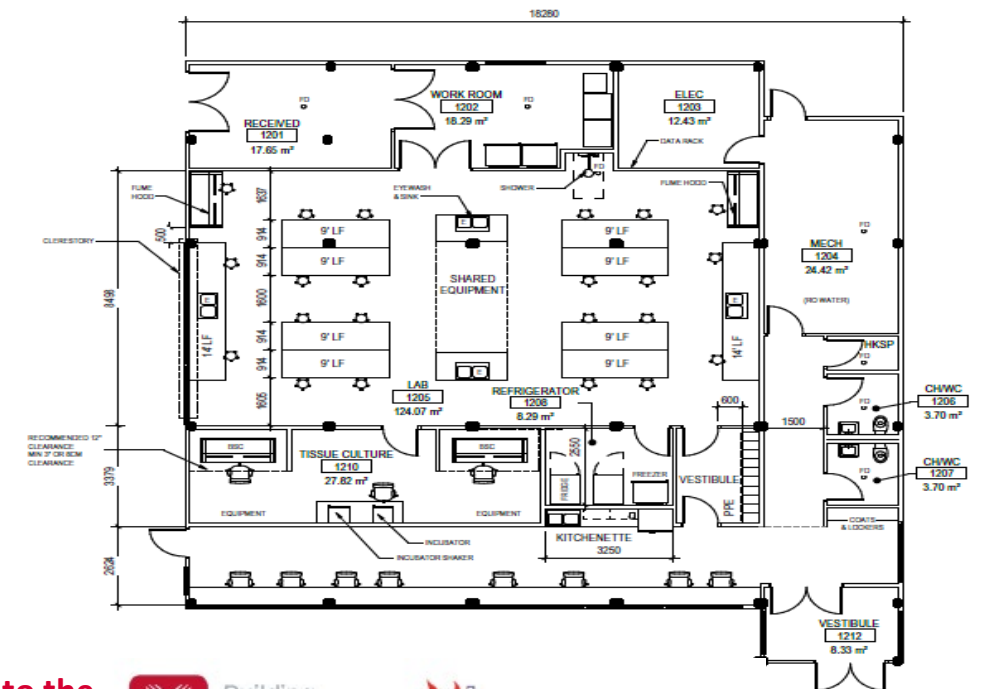 18280
WORK ROOM
1202
18.29 m²
FD
ELEC
1203
12.43 m²
FD
RECEIVED
1201
17.65 m²
DATA RACK
FUME
HOOD
EYEWASH
& SINK
SHOWER
FD
FUME HOOD
CLERESTORY
500
1637
E
9' LF
9' LF
914
9' LF
9' LF
914
FD
MECH
1204
24.42 m²
(RO WATER)
SHARED
EQUIPMENT
8498
1600
E
E
14' LF
9' LF
9' LF
914
14' LF
9' LF
9' LF
914
E
HKSP
FD
LAB
1205
124.07 m²
REFRIGERATOR
1208
8.29 m²
1605
600
1500
FD
CH/WC
1206
3.70 m²
RECOMMENDED 12"
CLEARANCE
MIN 3" OR 8CM
CLEARANCE
BSC
TISSUE CULTURE
1210
27.82 m²
BSC
2550
FRIDGE
FREEZER
VESTIBULE
PPE
FD
CH/WC
1207
3.70 m²
3379
EQUIPMENT
EQUIPMENT
COATS
& LOCKERS
KITCHENETTE
3250
INCUBATOR
INCUBATOR SHAKER
2624
VESTIBULE
1212
8.33 m²
to the
Building